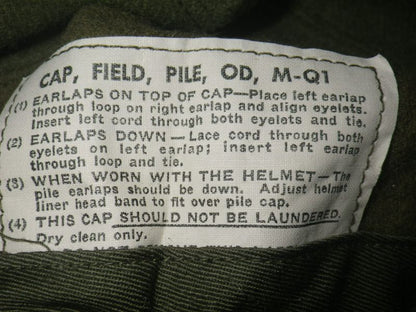 CAP, FIELD, PILE, OD, M-Q1
(1) EARLAPS ON TOP OF CAP—Place left earlap
through loop on right earlap and align eyelets.
Insert left cord through both eyelets and tie.
(2) EARLAPS DOWN — Lace cord through both
eyelets on left earlap; insert left earlap
through loop and tie.
(3) WHEN WORN WITH THE HELMET—The
pile earlaps should be down. Adjust helmet
liner head band to fit over pile cap.
(4) THIS CAP SHOULD NOT BE LAUNDERED.
Dry clean only.